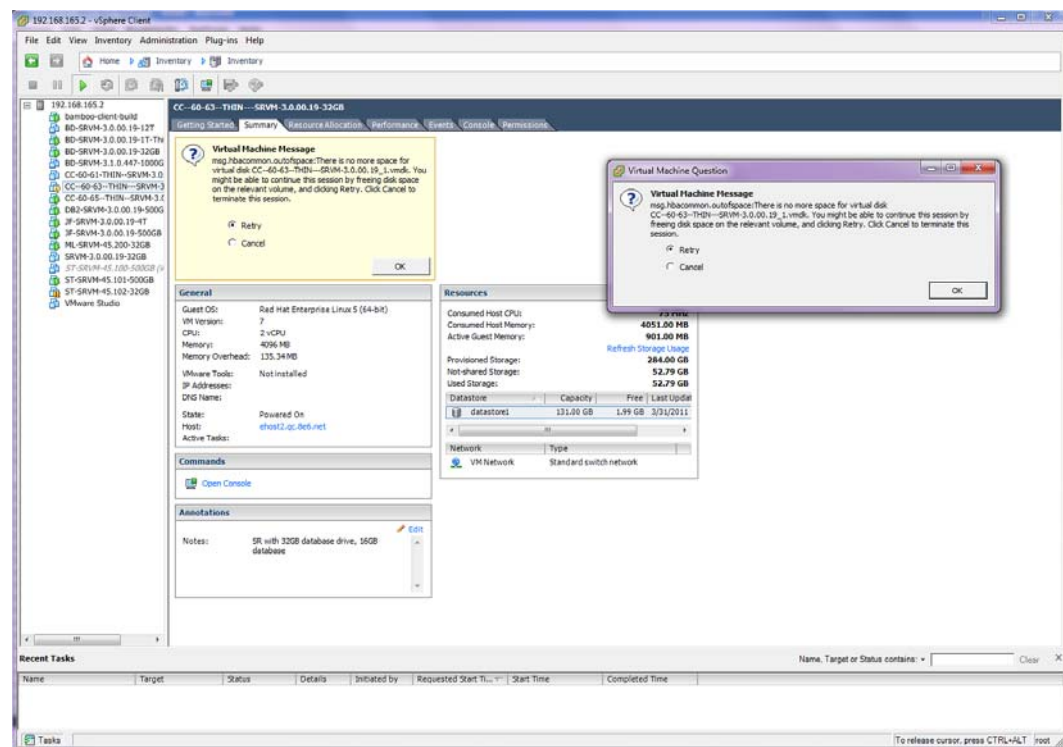 192.168.165.2 - vSphere Client
File Edit View Inventory Administration Plug-ins Help
Home Inventory Inventory
192.168.165.2
bamboo-client-build
BD-SRVM-3.0.00.19-12T
BD-SRVM-3.0.00.19-1T-Thi
BD-SRVM-3.0.00.19-32GB
BD-SRVM-3.1.0.447-1000G
CC-60-61-THIN--SRVM-3.0
CC--60-63--THIN---SRVM-3
CC-60-65--THIN--SRVM-3.0
DB2-SRVM-3.0.00.19-500G
JF-SRVM-3.0.00.19-4T
JF-SRVM-3.0.00.19-500GB
ML-SRVM-45.200-32GB
SRVM-3.0.00.19-32GB
ST-SRVM-45.100-500GB (v
ST-SRVM-45.101-500GB
ST-SRVM-45.102-32GB
VMware Studio
CC--60-63--THIN---SRVM-3.0.00.19-32GB
Getting Started Summary Resource Allocation Performance Events Console Permissions
Virtual Machine Message
msg.hbacommon.outofspace:There is no more space for
virtual disk CC--60-63--THIN---SRVM-3.0.00.19_1.vmdk. You
might be able to continue this session by freeing disk space
on the relevant volume, and clicking Retry. Click Cancel to
terminate this session.
Retry
Cancel
OK
Virtual Machine Question
Virtual Machine Message
msg.hbacommon.outofspace:There is no more space for virtual disk
CC--60-63--THIN---SRVM-3.0.00.19_1.vmdk. You might be able to continue this session by
freeing disk space on the relevant volume, and clicking Retry. Click Cancel to terminate this
session.
Retry
Cancel
OK
General
Guest OS: Red Hat Enterprise Linux 5 (64-bit)
VM Version: 7
CPU: 2 vCPU
Memory: 4096 MB
Memory Overhead: 135.34 MB
VMware Tools: Not installed
IP Addresses:
DNS Name:
State: Powered On
Host: ehost2.qc.8e6.net
Active Tasks:
Commands
Open Console
Annotations
Edit
Notes: SR with 32GB database drive, 16GB
database
Resources
Consumed Host CPU: 75 MHz
Consumed Host Memory: 4051.00 MB
Active Guest Memory: 901.00 MB
Refresh Storage Usage
Provisioned Storage: 284.00 GB
Not-shared Storage: 52.79 GB
Used Storage: 52.79 GB
Datastore Capacity Free Last Updat
datastore1 131.00 GB 1.99 GB 3/31/2011
Network Type
VM Network Standard switch network
Recent Tasks
Name, Target or Status contains: Clear
Name Target Status Details Initiated by Requested Start Ti... Start Time Completed Time
Tasks
To release cursor, press CTRL+ALT root